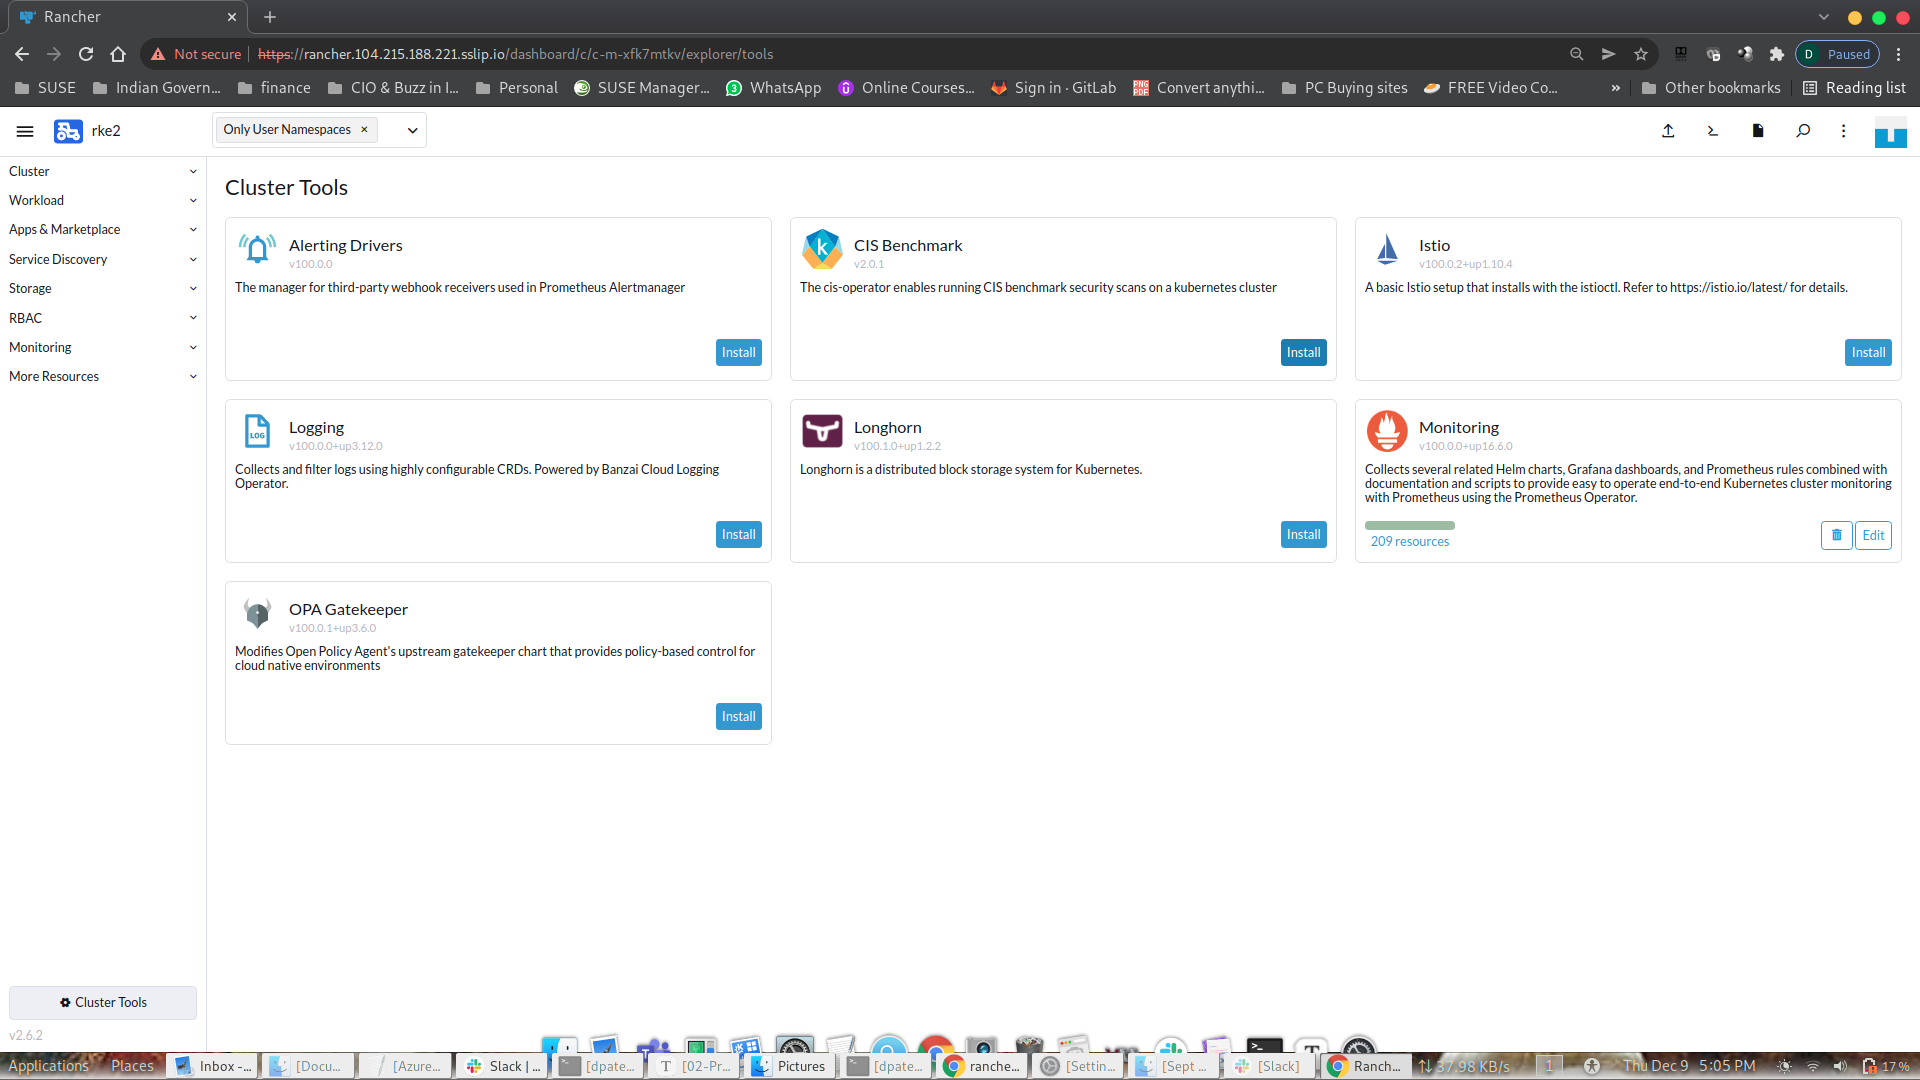 Rancher
Not secure
https://rancher.104.215.188.221.sslip.io/dashboard/c/c-m-xfk7mtkv/explorer/tools
D Paused
SUSE
Indian Govern...
finance
CIO & Buzz in I...
Personal
SUSE Manager...
WhatsApp
Online Courses...
Sign in · GitLab
PNG PDF
Convert anythi...
PC Buying sites
FREE Video Co...
»
Other bookmarks
Reading list
rke2
Only User Namespaces ×
Cluster
Workload
Apps & Marketplace
Service Discovery
Storage
RBAC
Monitoring
More Resources
Cluster Tools
Alerting Drivers
v100.0.0
The manager for third-party webhook receivers used in Prometheus Alertmanager
Install
CIS Benchmark
v2.0.1
The cis-operator enables running CIS benchmark security scans on a kubernetes cluster
Install
Istio
v100.0.2+up1.10.4
A basic Istio setup that installs with the istioctl. Refer to https://istio.io/latest/ for details.
Install
LOG
Logging
v100.0.0+up3.12.0
Collects and filter logs using highly configurable CRDs. Powered by Banzai Cloud Logging
Operator.
Install
Longhorn
v100.1.0+up1.2.2
Longhorn is a distributed block storage system for Kubernetes.
Install
Monitoring
v100.0.0+up16.6.0
Collects several related Helm charts, Grafana dashboards, and Prometheus rules combined with
documentation and scripts to provide easy to operate end-to-end Kubernetes cluster monitoring
with Prometheus using the Prometheus Operator.
209 resources
Edit
OPA Gatekeeper
v100.0.1+up3.6.0
Modifies Open Policy Agent's upstream gatekeeper chart that provides policy-based control for
cloud native environments
Install
Cluster Tools
v2.6.2
Applications
Places
Inbox -...
[Docu...
[Azure...
Slack | ...
[dpate...
[02-Pr...
Pictures
[dpate...
ranche...
[Settin...
[Sept ...
[Slack]
Ranch...
37.98 KB/s
1
Thu Dec 9 5:05 PM
17 %